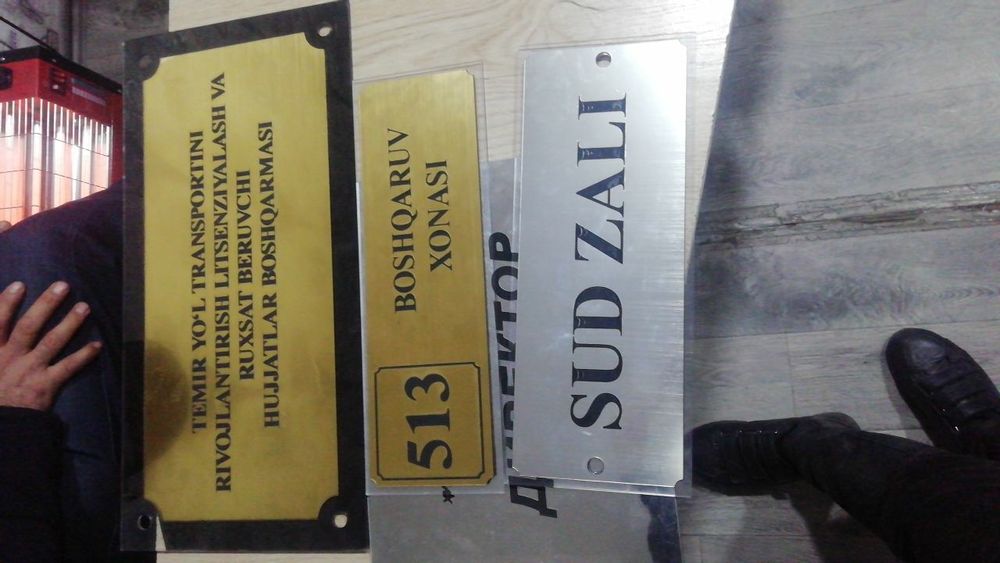 TEMIR YO'L TRANSPORTINI
RIVOJLANTIRISH LITSENZIYALASH VA
RUXSAT BERUVCHI
HUJJATLAR BOSHQARMASI
513
BOSHQARUV
XONASI
SUD ZALI
ДИРЕКТОР